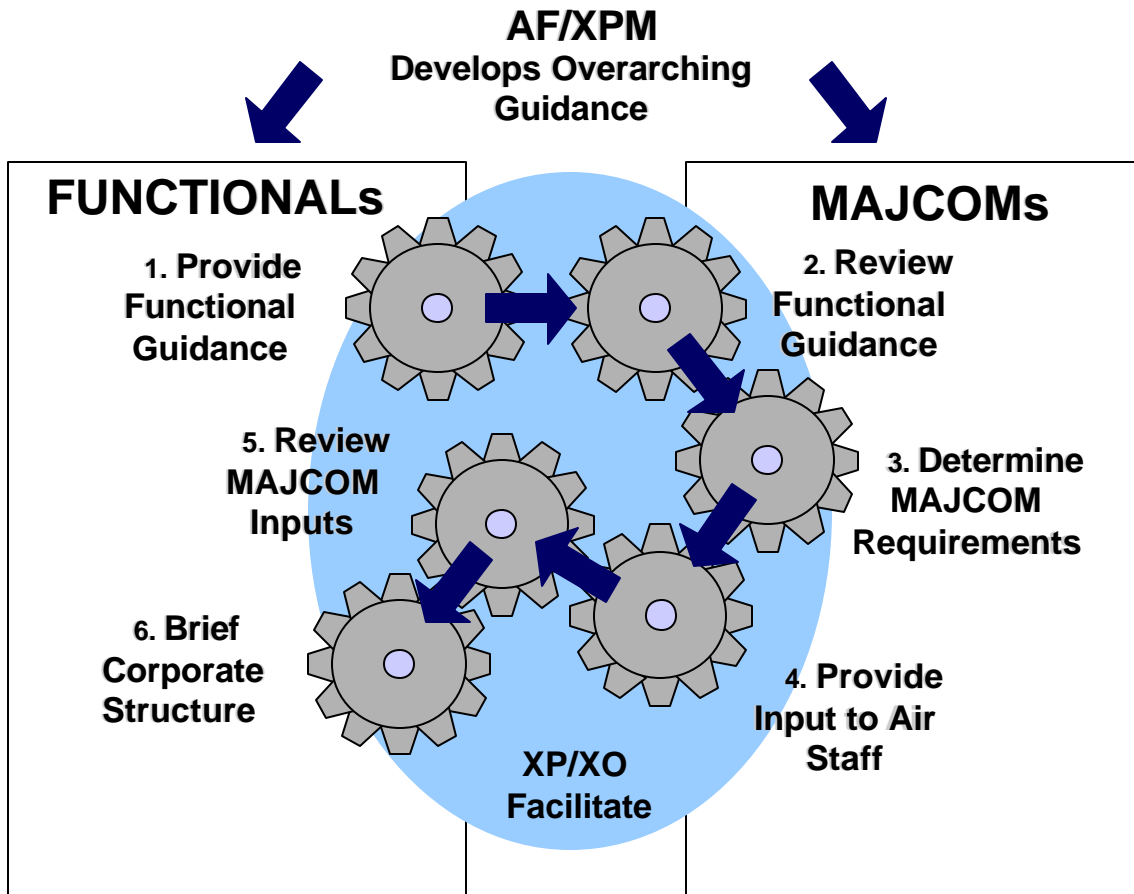 AF/XPM
Develops Overarching
Guidance
FUNCTIONALs
MAJCOMs
1. Provide
Functional
Guidance
2. Review
Functional
Guidance
3. Determine
MAJCOM
Requirements
4. Provide
Input to Air
Staff
5. Review
MAJCOM
Inputs
6. Brief
Corporate
Structure
XP/XO
Facilitate